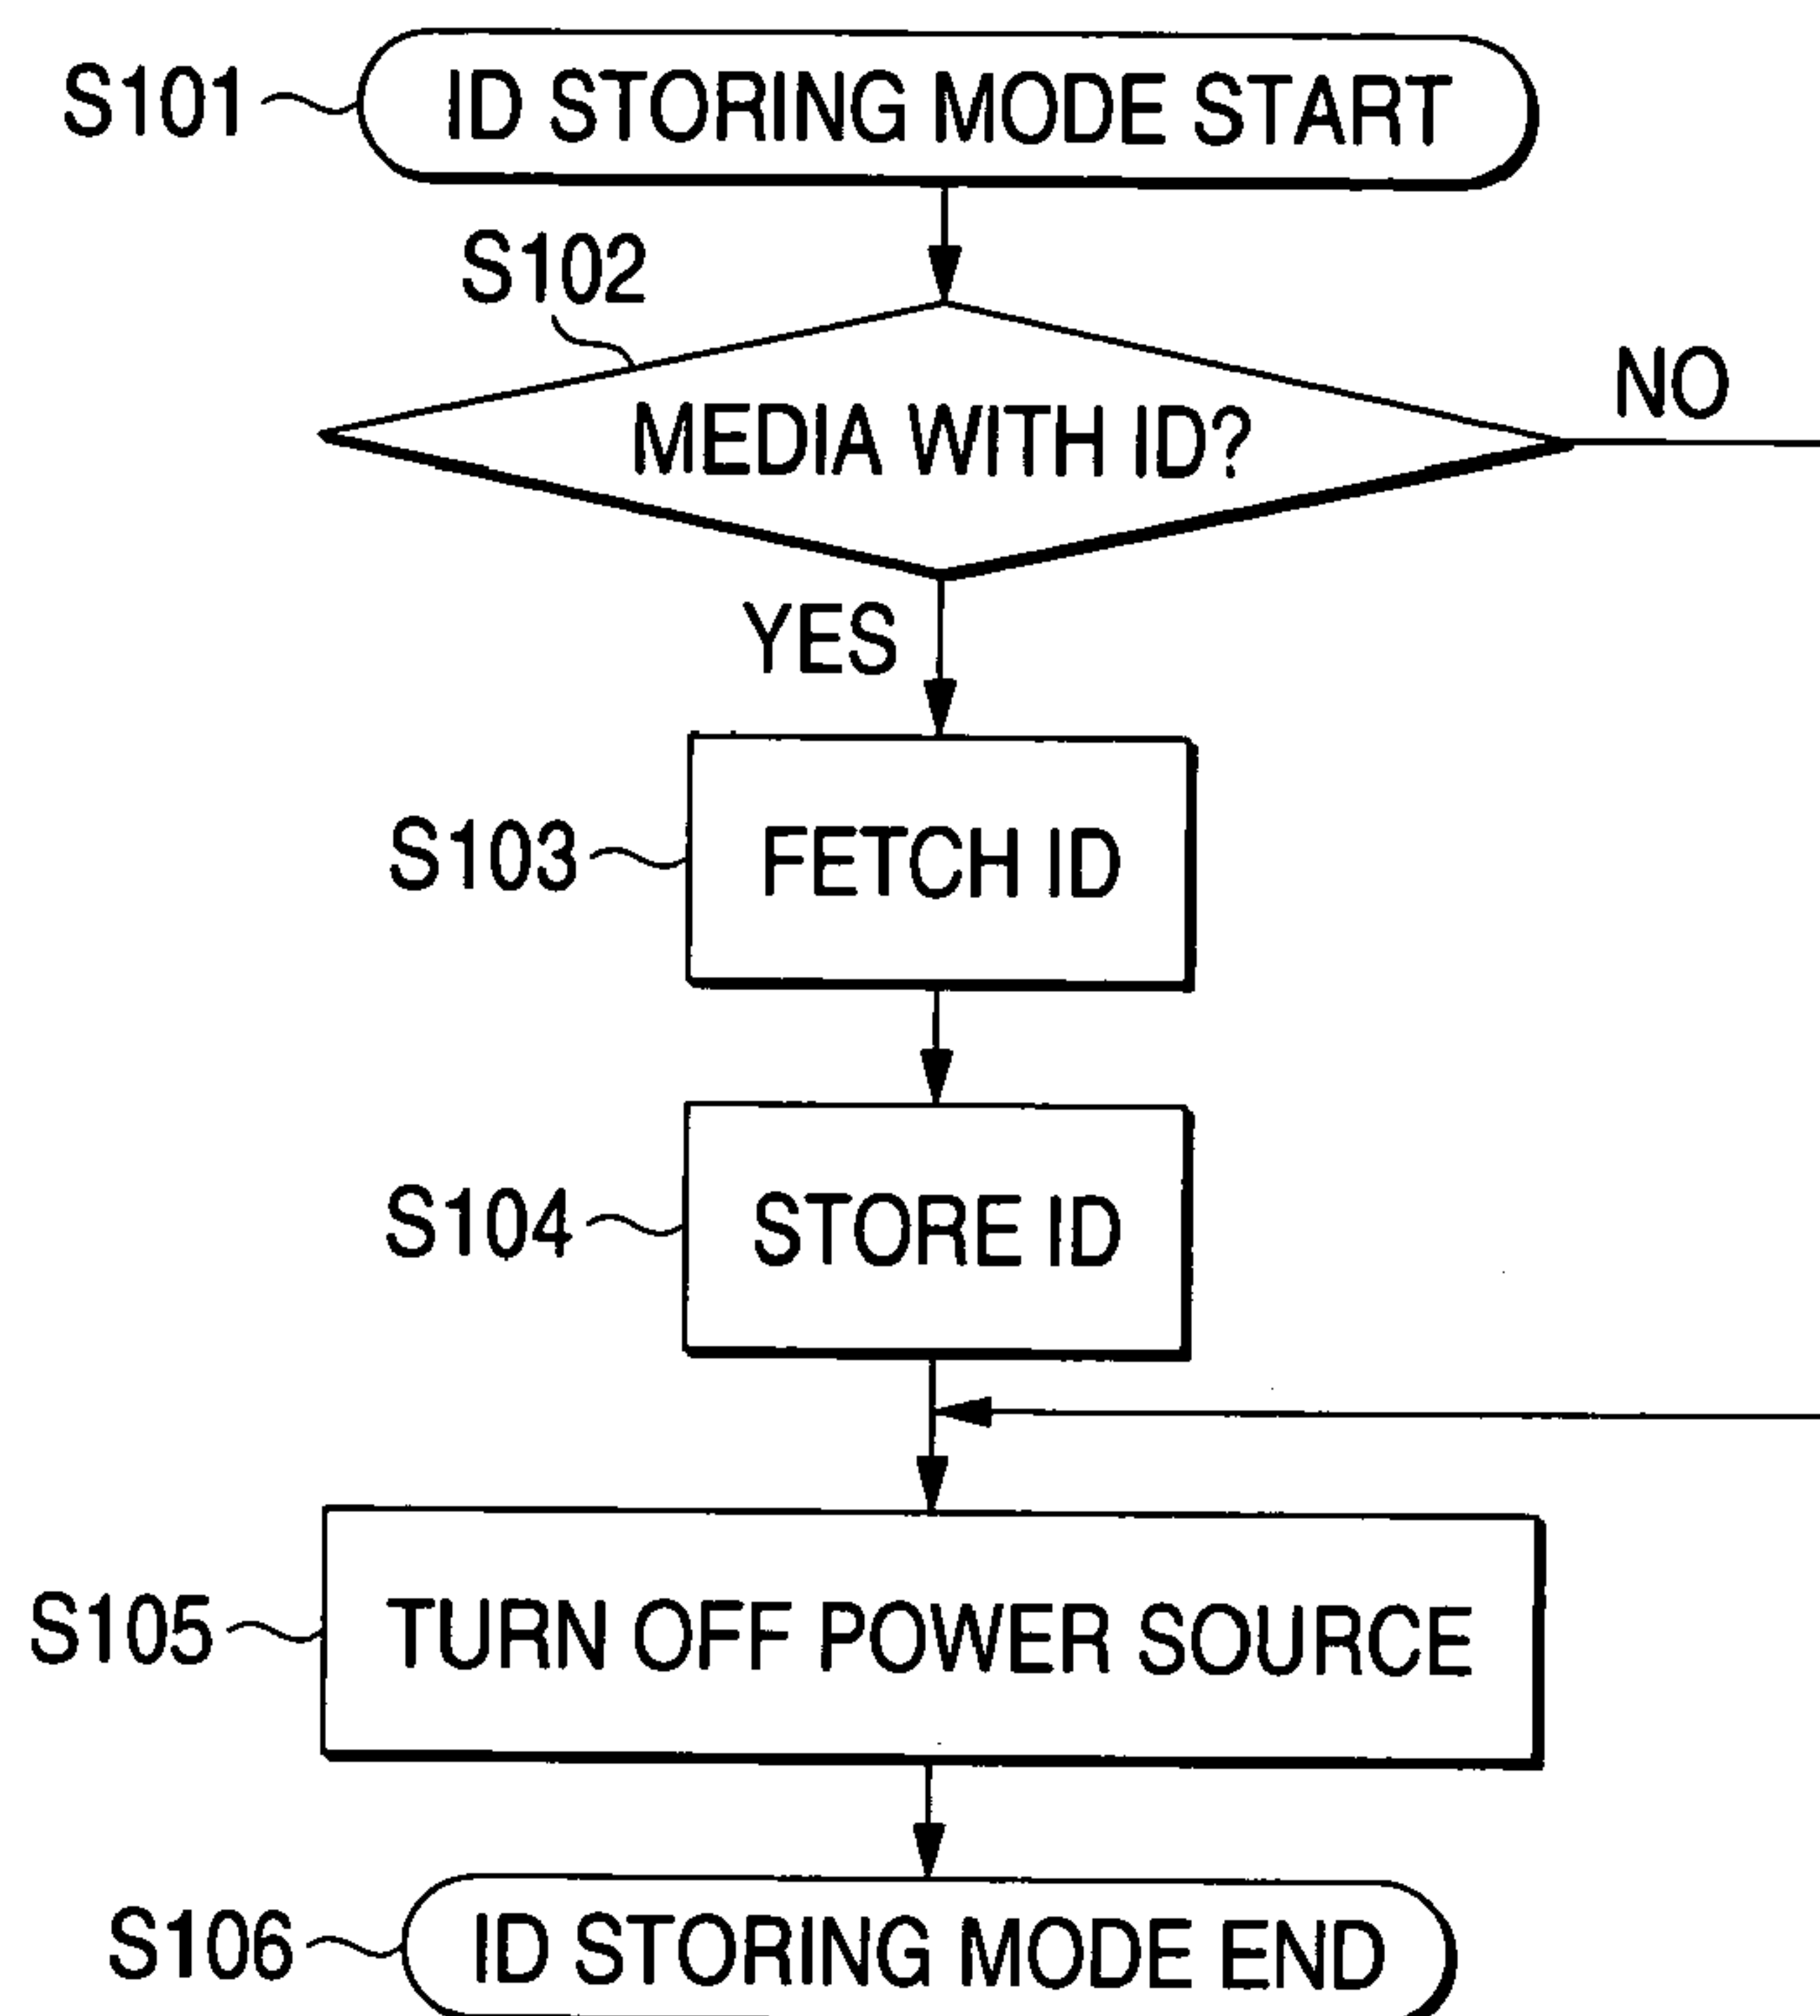 S101
ID STORING MODE START
S102
MEDIA WITH ID?
NO
YES
S103
FETCH ID
S104
STORE ID
S105
TURN OFF POWER SOURCE
S106
ID STORING MODE END